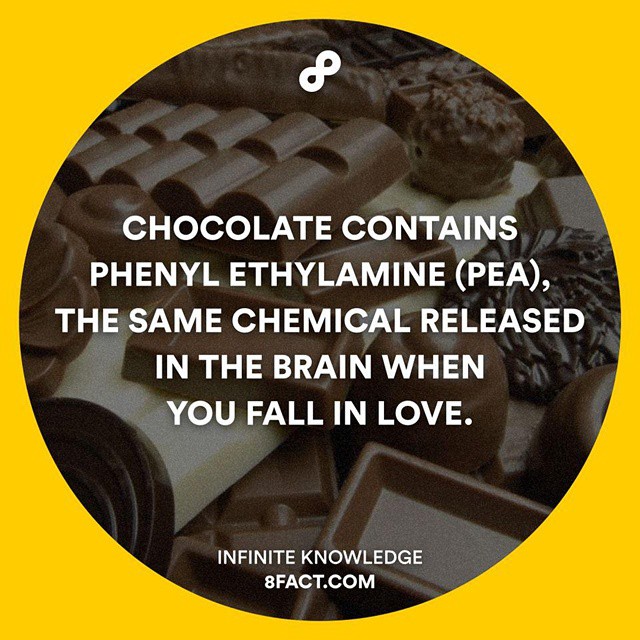 CHOCOLATE CONTAINS
PHENYL ETHYLAMINE (PEA),
THE SAME CHEMICAL RELEASED
IN THE BRAIN WHEN
YOU FALL IN LOVE.
INFINITE KNOWLEDGE
8FACT.COM